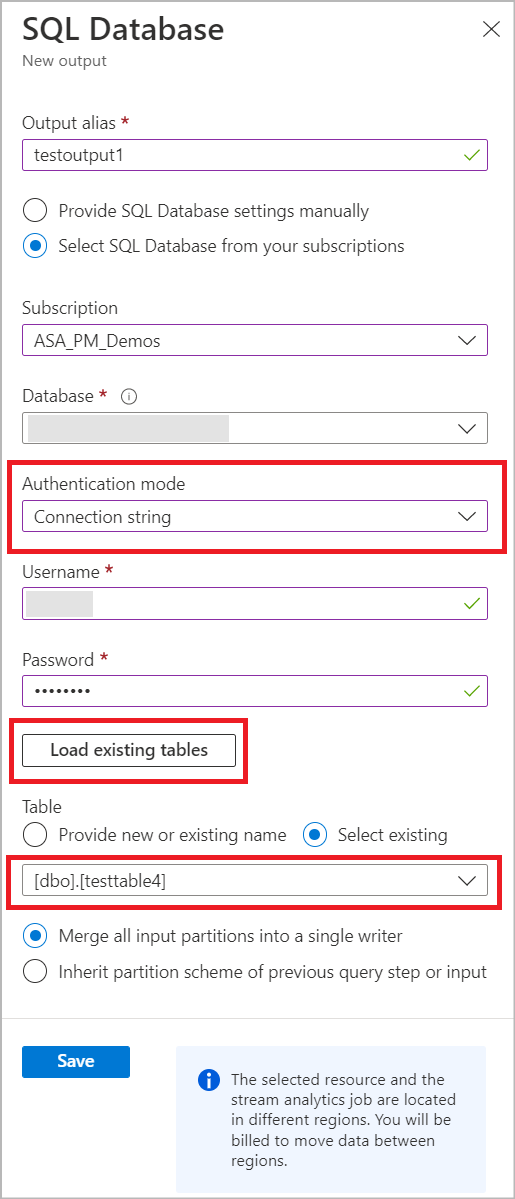 SQL Database
New output
Output alias *
testoutput1
Provide SQL Database settings manually
Select SQL Database from your subscriptions
Subscription
ASA_PM_Demos
Database *
Authentication mode
Connection string
Username *
Password *
••••••••
Load existing tables
Table
Provide new or existing name Select existing
[dbo].[testtable4]
Merge all input partitions into a single writer
Inherit partition scheme of previous query step or input
Save
The selected resource and the
stream analytics job are located
in different regions. You will be
billed to move data between
regions.